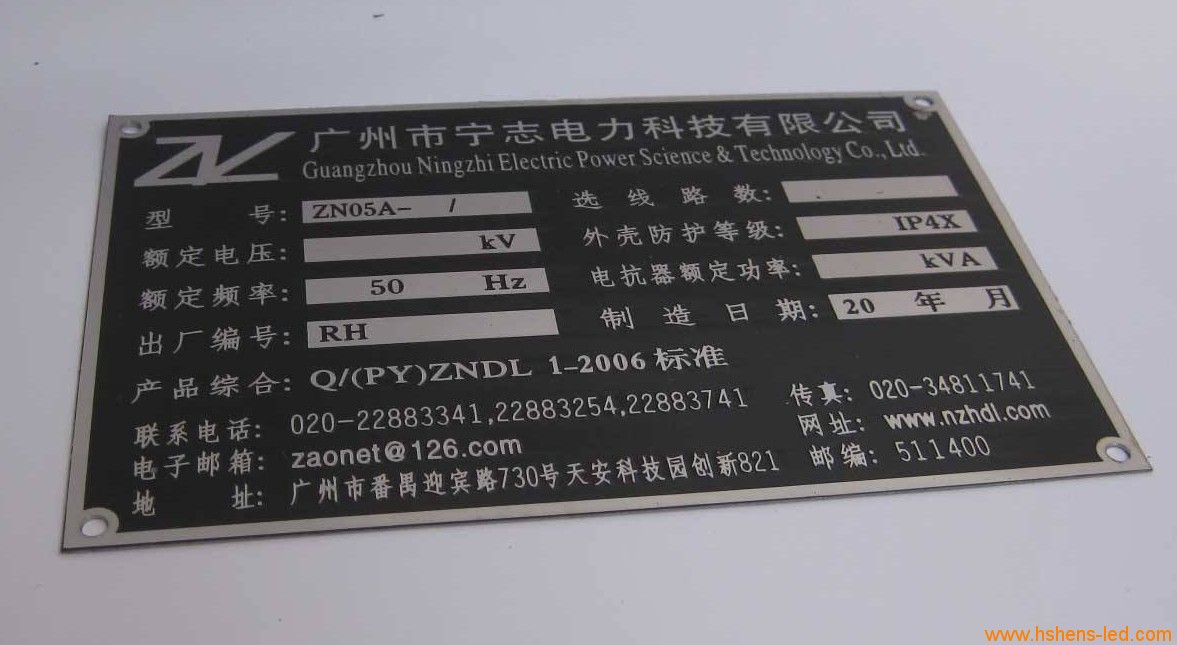 广州市宁志电力科技有限公司
Guangzhou Ningzhi Electric Power Science & Technology Co., Ltd.
型 号: ZN05A- / 选线路数: -
额定电压: kV 外壳防护等级: IP4X
额定频率: 50 Hz 电抗器额定功率: kVA
出厂编号: RH 制造日期: 20 年 月
产品综合: Q/(PY)ZNDL 1-2006 标准
联系电话: 020-22883341,22883254,22883741 传真: 020-34811741
电子邮箱: zaonet@126.com 网址: www.nzhdl.com
地 址: 广州市番禺迎宾路730号天安科技园创新821 邮编: 511400
www.hshens-led.com